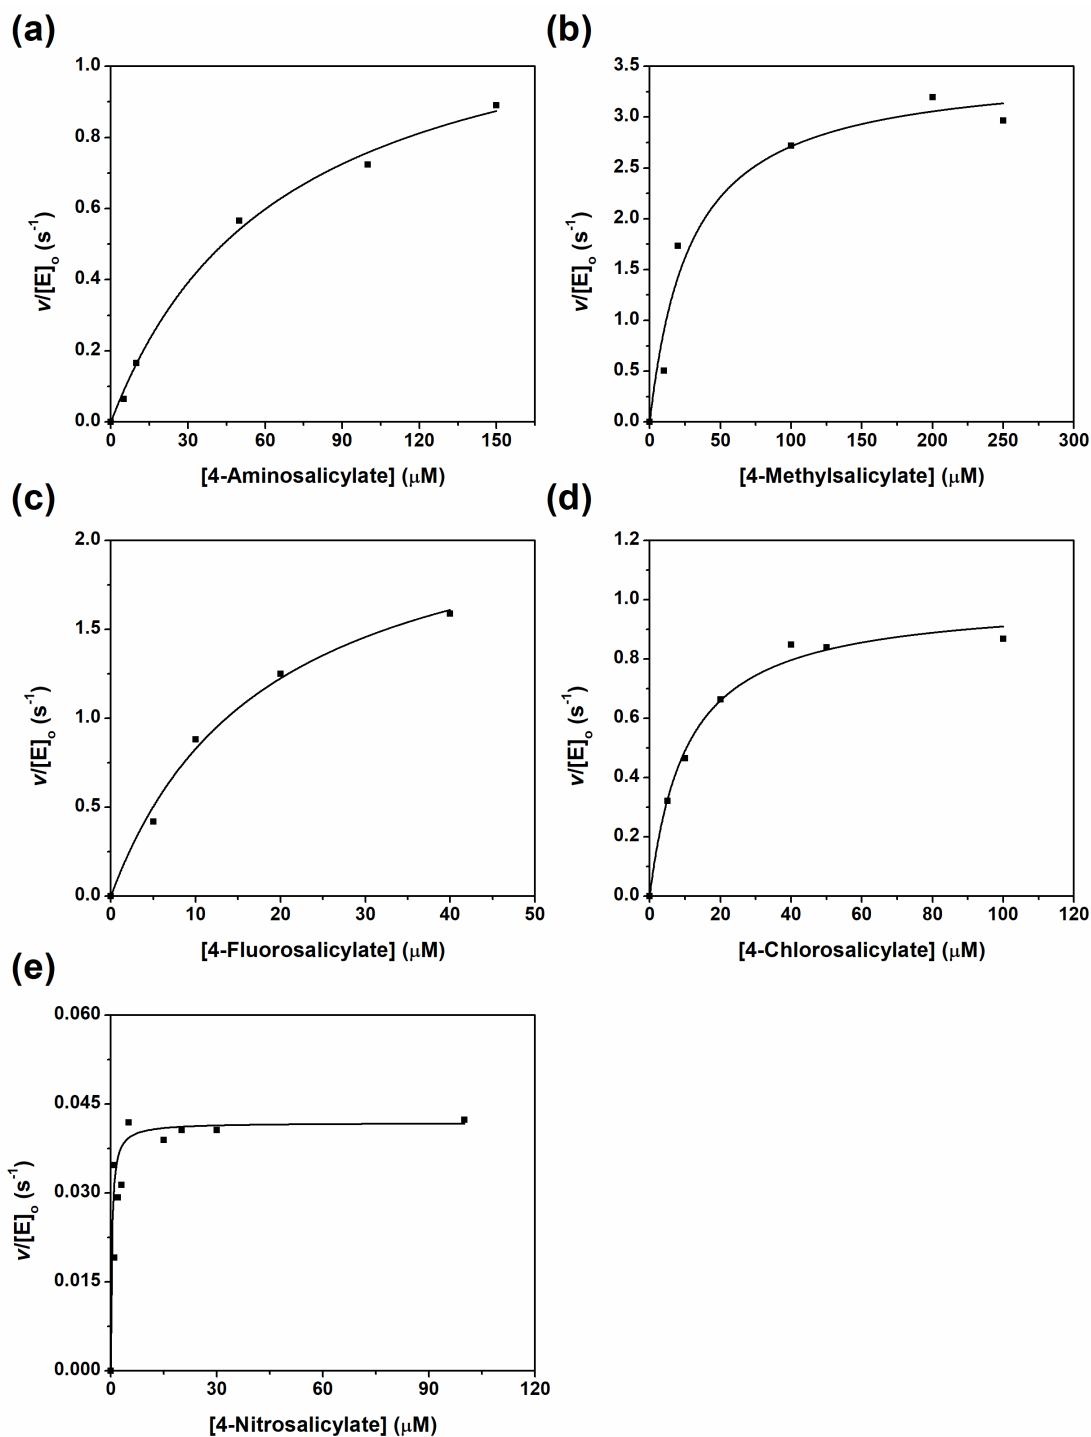 (a)
1.0
0.8
0.6
0.4
0.2
0.0
0 30 60 90 120 150
v/[E]ₒ (s⁻¹)
[4-Aminosalicylate] (μM)
(b)
3.5
3.0
2.5
2.0
1.5
1.0
0.5
0.0
0 50 100 150 200 250 300
v/[E]ₒ (s⁻¹)
[4-Methylsalicylate] (μM)
(c)
2.0
1.5
1.0
0.5
0.0
0 10 20 30 40 50
v/[E]ₒ (s⁻¹)
[4-Fluorosalicylate] (μM)
(d)
1.2
1.0
0.8
0.6
0.4
0.2
0.0
0 20 40 60 80 100 120
v/[E]ₒ (s⁻¹)
[4-Chlorosalicylate] (μM)
(e)
0.060
0.045
0.030
0.015
0.000
0 30 60 90 120
v/[E]ₒ (s⁻¹)
[4-Nitrosalicylate] (μM)